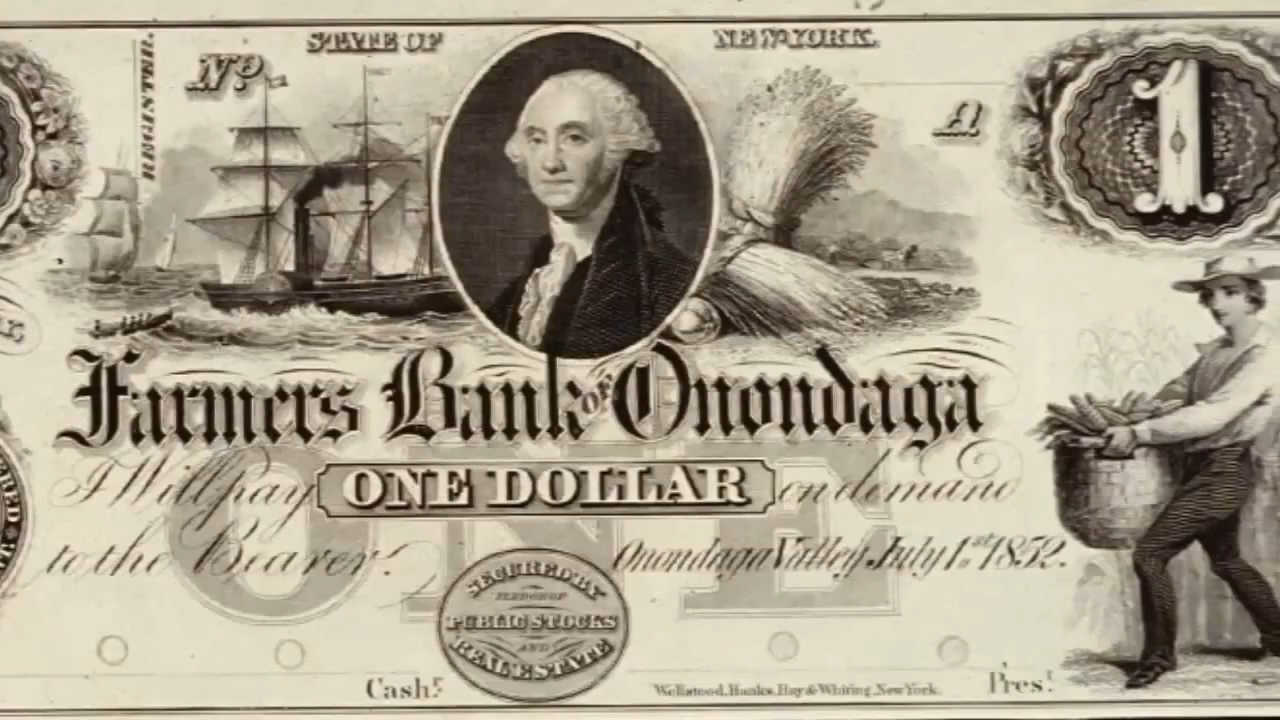 STATE OF NEW-YORK.
REGISTER.
No.
A
1
Farmers Bank OF Onondaga
I Will pay ONE DOLLAR on demand
to the Bearer. Onondaga Valley, July 1.st 1852.
ONE
SECURED BY
PLEDGE OF
PUBLIC STOCKS
AND
REAL ESTATE
Cash.r
Wellstood, Hanks, Hay & Whiting, New York.
Pres.t